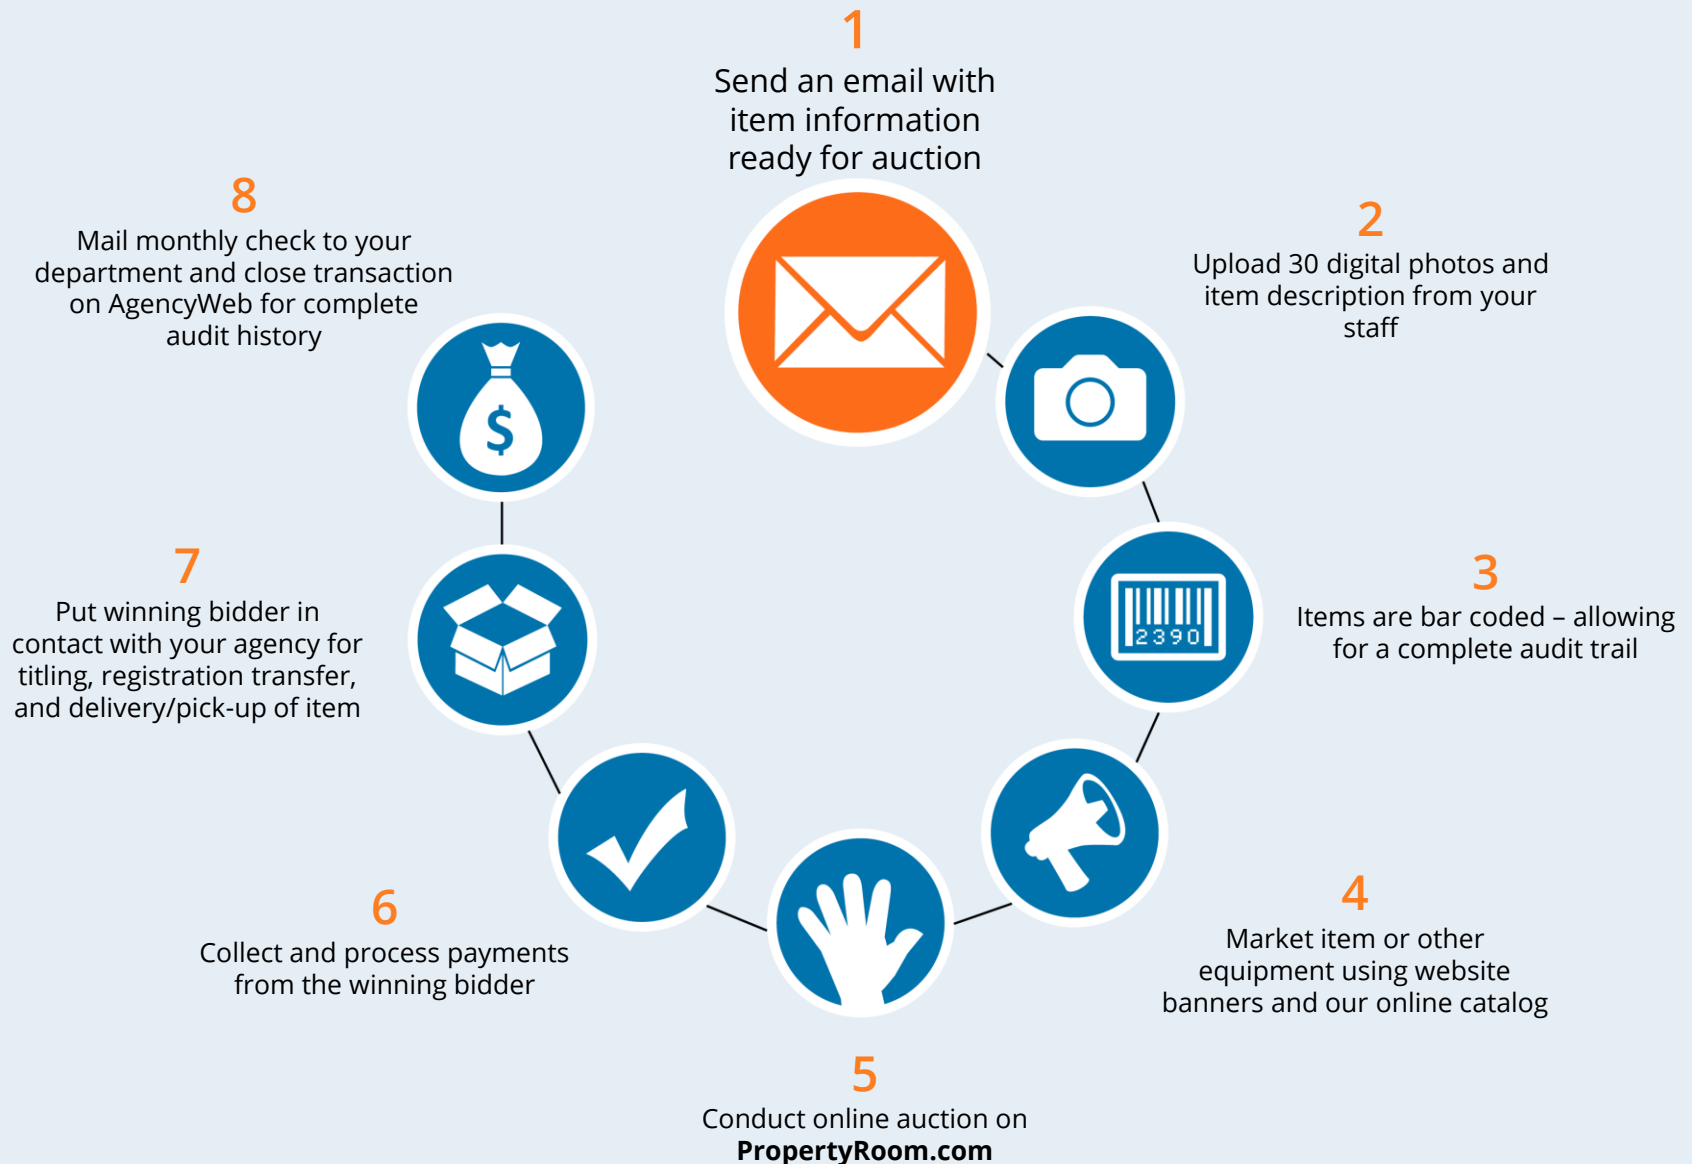 1
Send an email with
item information
ready for auction
2
Upload 30 digital photos and
item description from your
staff
3
Items are bar coded – allowing
for a complete audit trail
2390
4
Market item or other
equipment using website
banners and our online catalog
5
Conduct online auction on
PropertyRoom.com
6
Collect and process payments
from the winning bidder
7
Put winning bidder in
contact with your agency for
titling, registration transfer,
and delivery/pick-up of item
8
Mail monthly check to your
department and close transaction
on AgencyWeb for complete
audit history
$